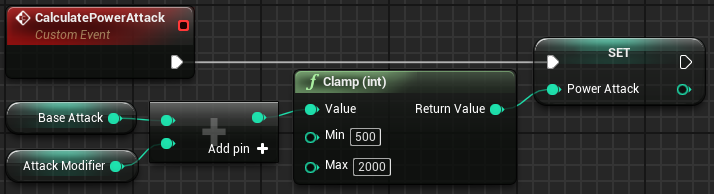 CalculatePowerAttack
Custom Event
SET
Power Attack
f Clamp (int)
Value
Return Value
Min 500
Max 2000
Base Attack
Attack Modifier
+
Add pin +